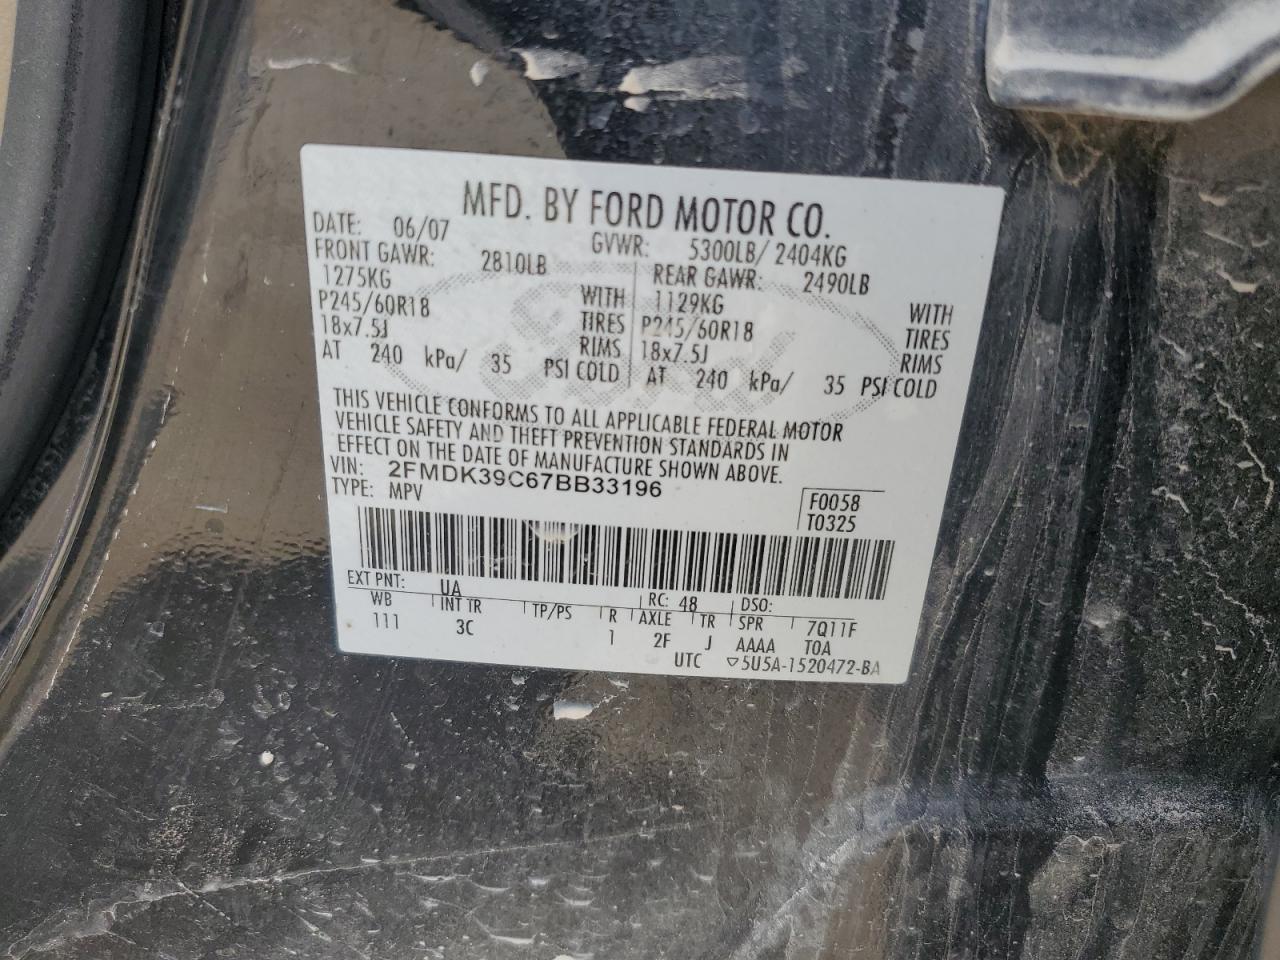 MFD. BY FORD MOTOR CO.
DATE: 06/07 GVWR: 5300LB/ 2404KG
FRONT GAWR: 2810LB REAR GAWR: 2490LB
1275KG WITH 1129KG WITH
P245/60R18 TIRES P245/60R18 TIRES
18x7.5J RIMS 18x7.5J RIMS
AT 240 kPa/ 35 PSI COLD AT 240 kPa/ 35 PSI COLD
THIS VEHICLE CONFORMS TO ALL APPLICABLE FEDERAL MOTOR
VEHICLE SAFETY AND THEFT PREVENTION STANDARDS IN
EFFECT ON THE DATE OF MANUFACTURE SHOWN ABOVE.
VIN: 2FMDK39C67BB33196
TYPE: MPV
F0058
T0325
EXT PNT: UA RC: 48 DSO:
WB INT TR TP/PS R AXLE TR SPR 7Q11F
111 3C 1 2F J AAAA TOA
UTC ▽5U5A-1520472-BA
Ford